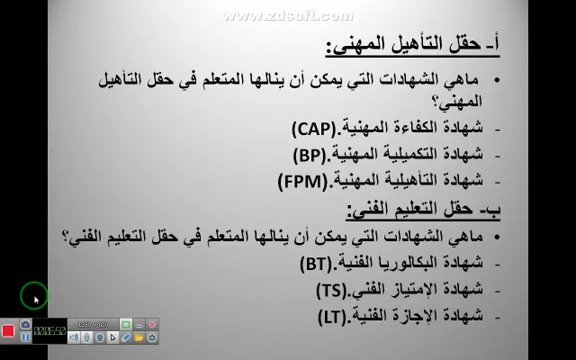 www.zdsoft.com
أ- حقل التأهيل المهني:
• ماهي الشهادات التي يمكن أن ينالها المتعلم في حقل التأهيل
المهني؟
- شهادة الكفاءة المهنية.(CAP)
- شهادة التكميلية المهنية.(BP)
- شهادة التأهيلية المهنية.(FPM)
ب- حقل التعليم الفني:
• ماهي الشهادات التي يمكن أن ينالها المتعلم في حقل التعليم الفني؟
- شهادة البكالوريا الفنية.(BT)
- شهادة الإمتياز الفني.(TS)
- شهادة الإجازة الفنية.(LT)